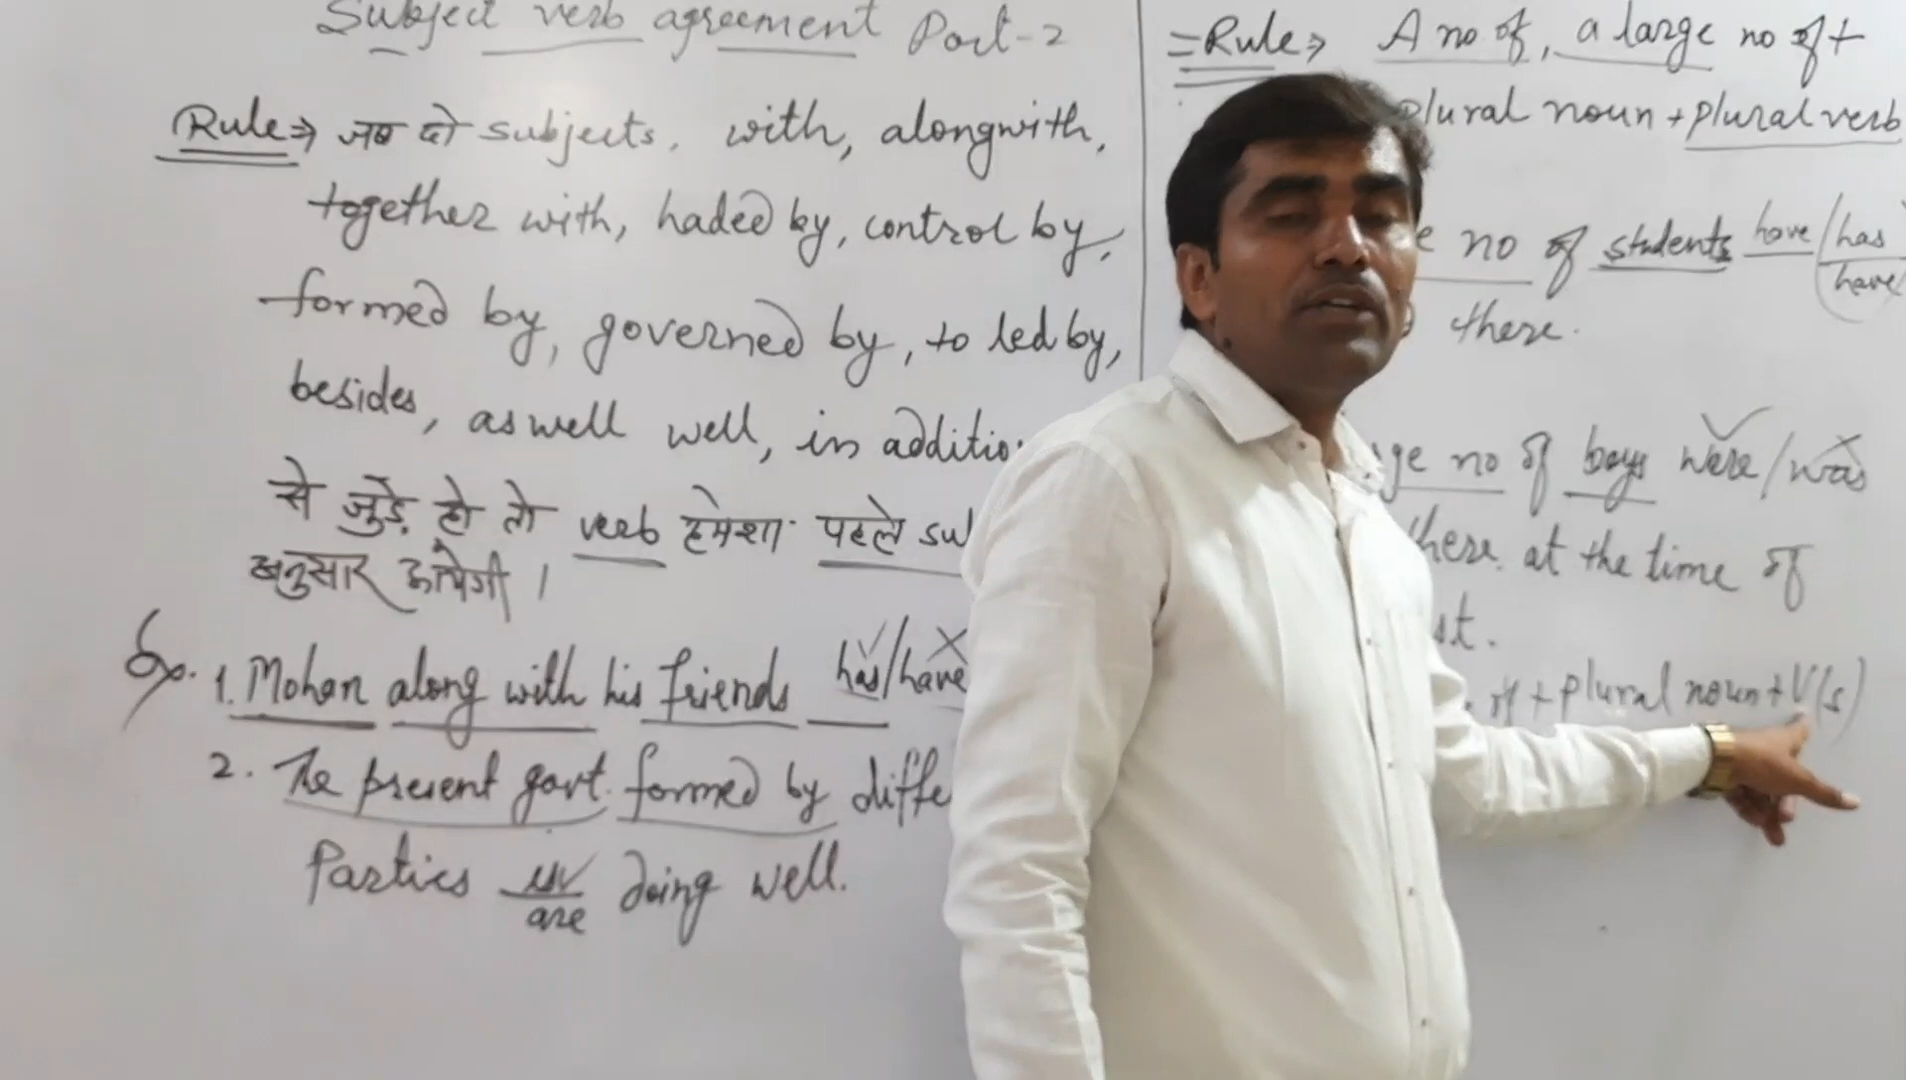 Subject verb agreement Part-2
Rule⇒ जब दो subjects, with, alongwith,
together with, haded by, control by,
formed by, governed by, to led by,
besides, as well well, in additio
से जुड़े हो तो verb हमेशा पहले su
अनुसार आयेगी ।
Ex. 1. Mohan along with his friends has/have
2. The present govt. formed by diffe
Parties is/are doing well.
=Rule⇒ A no of, a large no of +
plural noun + plural verb
e no of students have/has
have
there.
ge no of boys were/was
there at the time of
st.
of + plural noun + V(s)